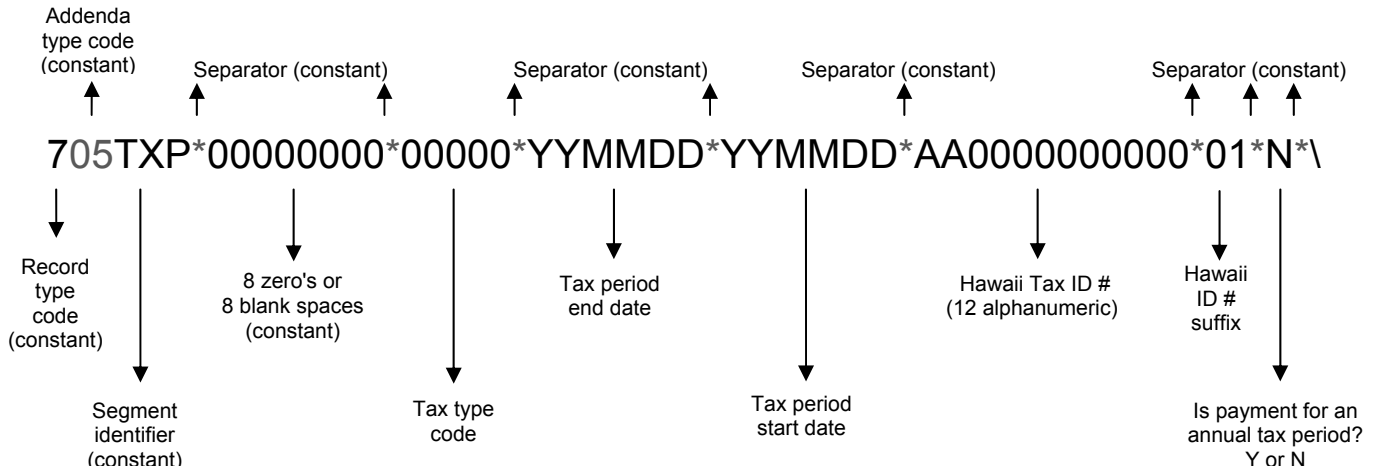 Addenda
type code
(constant)
Separator (constant)
Separator (constant)
Separator (constant)
Separator (constant)
705TXP*00000000*00000*YYMMDD*YYMMDD*AA0000000000*01*N*\
Record
type
code
(constant)
8 zero's or
8 blank spaces
(constant)
Tax period
end date
Hawaii Tax ID #
(12 alphanumeric)
Hawaii
ID #
suffix
Segment
identifier
(constant)
Tax type
code
Tax period
start date
Is payment for an
annual tax period?
Y or N